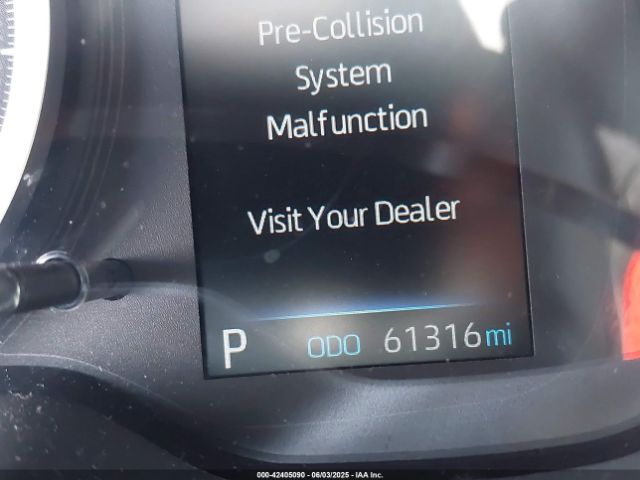 Pre-Collision
System
Malfunction
Visit Your Dealer
P ODO 61316 mi
000-42405090 - 06/03/2025 - IAA Inc.